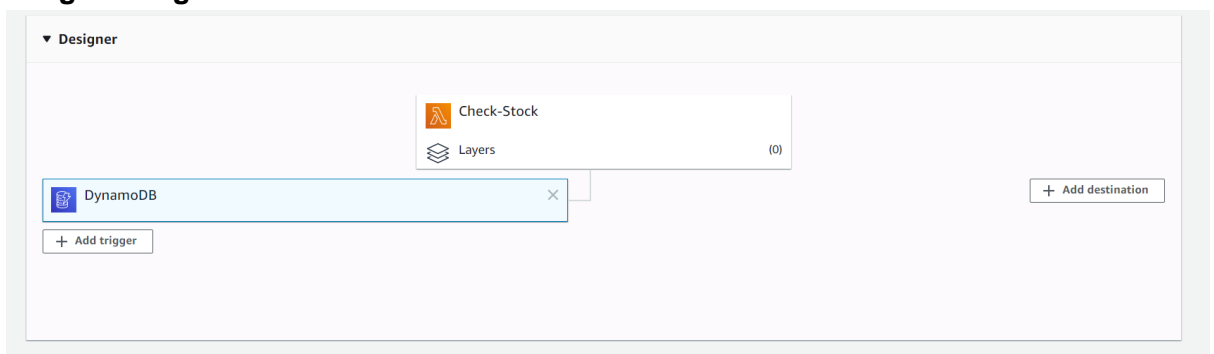 Designer
Check-Stock
Layers (0)
DynamoDB
+ Add destination
+ Add trigger